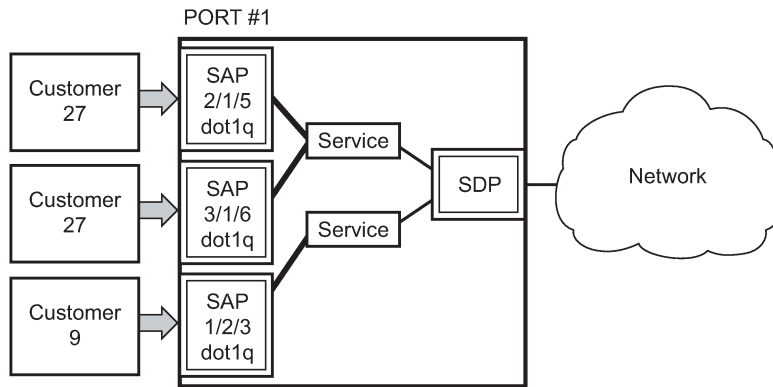 PORT #1
Customer
27
SAP
2/1/5
dot1q
Customer
27
SAP
3/1/6
dot1q
Customer
9
SAP
1/2/3
dot1q
Service
Service
SDP
Network